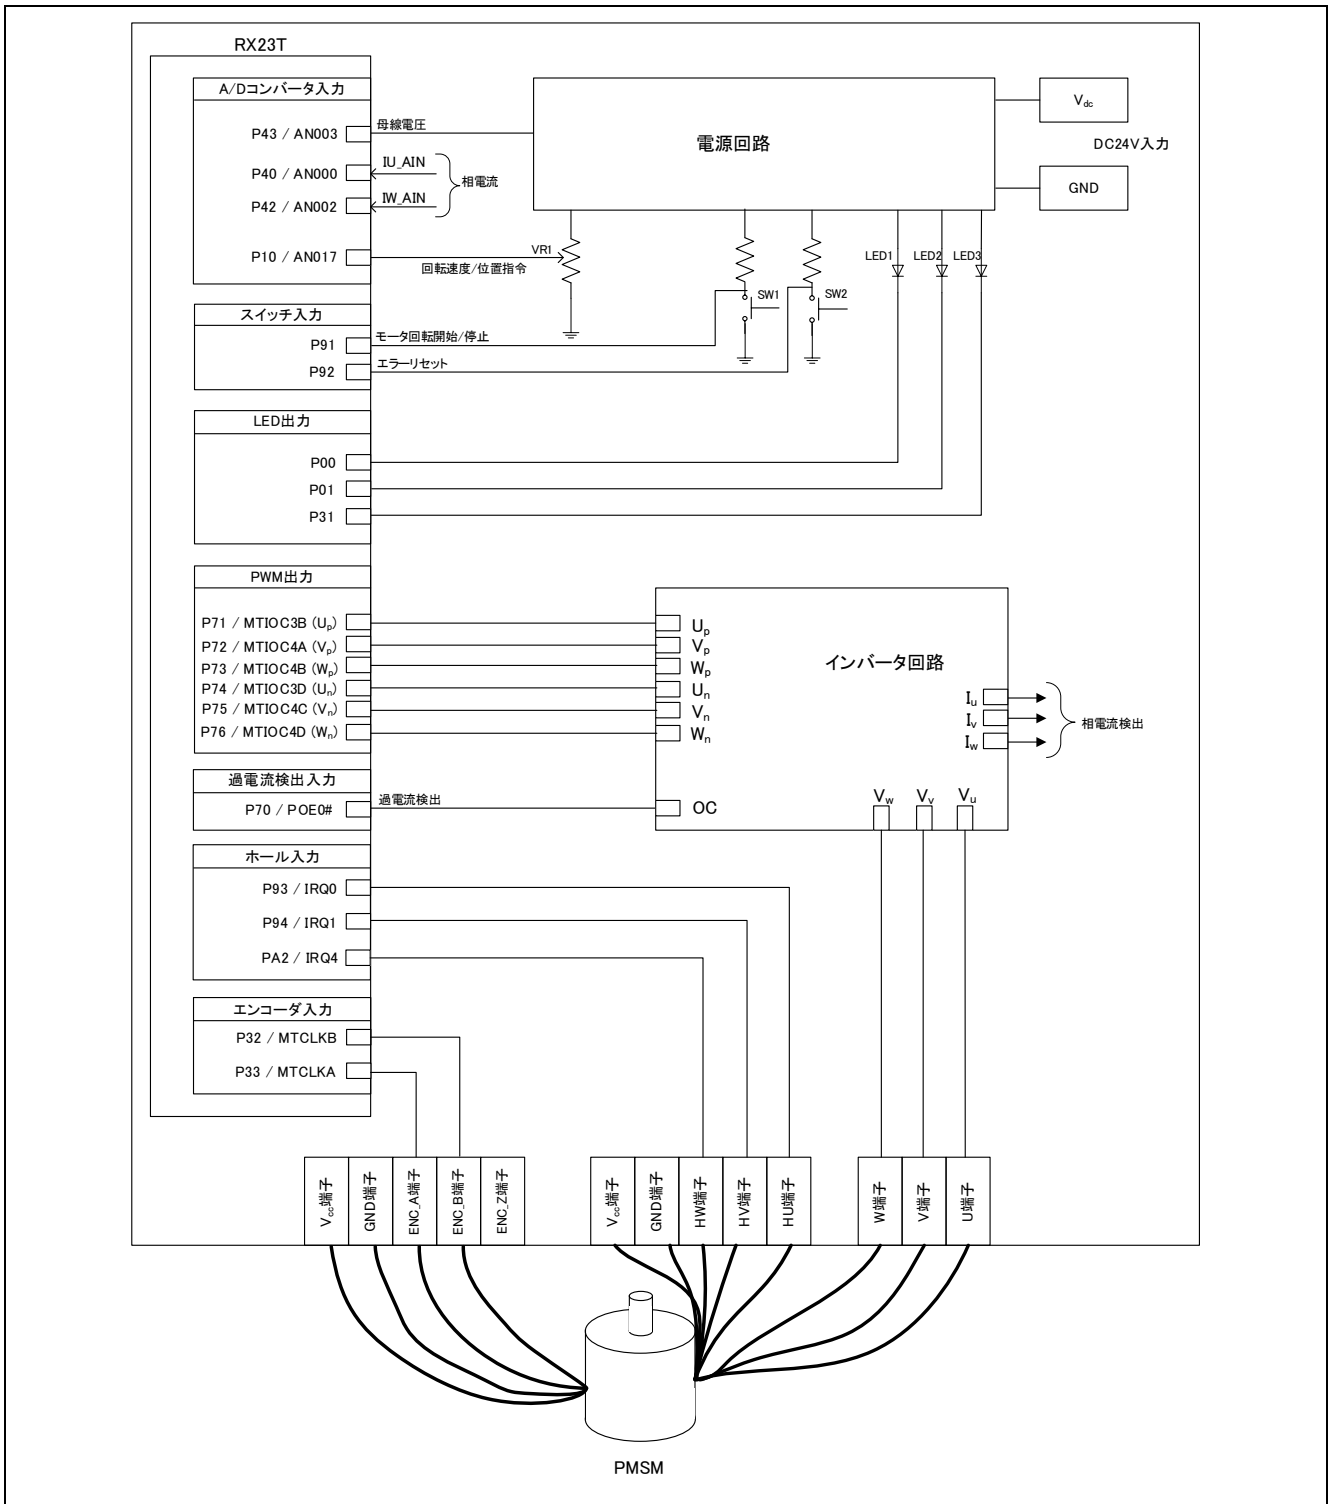 RX23T
A/Dコンバータ入力
P43 / AN003
母線電圧
P40 / AN000
IU_AIN
P42 / AN002
IW_AIN
相電流
P10 / AN017
回転速度/位置指令
VR1
電源回路
Vdc
DC24V入力
GND
SW1
SW2
LED1
LED2
LED3
スイッチ入力
P91
モータ回転開始/停止
P92
エラーリセット
LED出力
P00
P01
P31
PWM出力
P71 / MTIOC3B (Up)
P72 / MTIOC4A (Vp)
P73 / MTIOC4B (Wp)
P74 / MTIOC3D (Un)
P75 / MTIOC4C (Vn)
P76 / MTIOC4D (Wn)
Up
Vp
Wp
Un
Vn
Wn
インバータ回路
Iu
Iv
Iw
相電流検出
過電流検出入力
P70 / POE0#
過電流検出
OC
Vw
Vv
Vu
ホール入力
P93 / IRQ0
P94 / IRQ1
PA2 / IRQ4
エンコーダ入力
P32 / MTCLKB
P33 / MTCLKA
Vcc端子
GND端子
ENC_A端子
ENC_B端子
ENC_Z端子
Vcc端子
GND端子
HW端子
HV端子
HU端子
W端子
V端子
U端子
PMSM